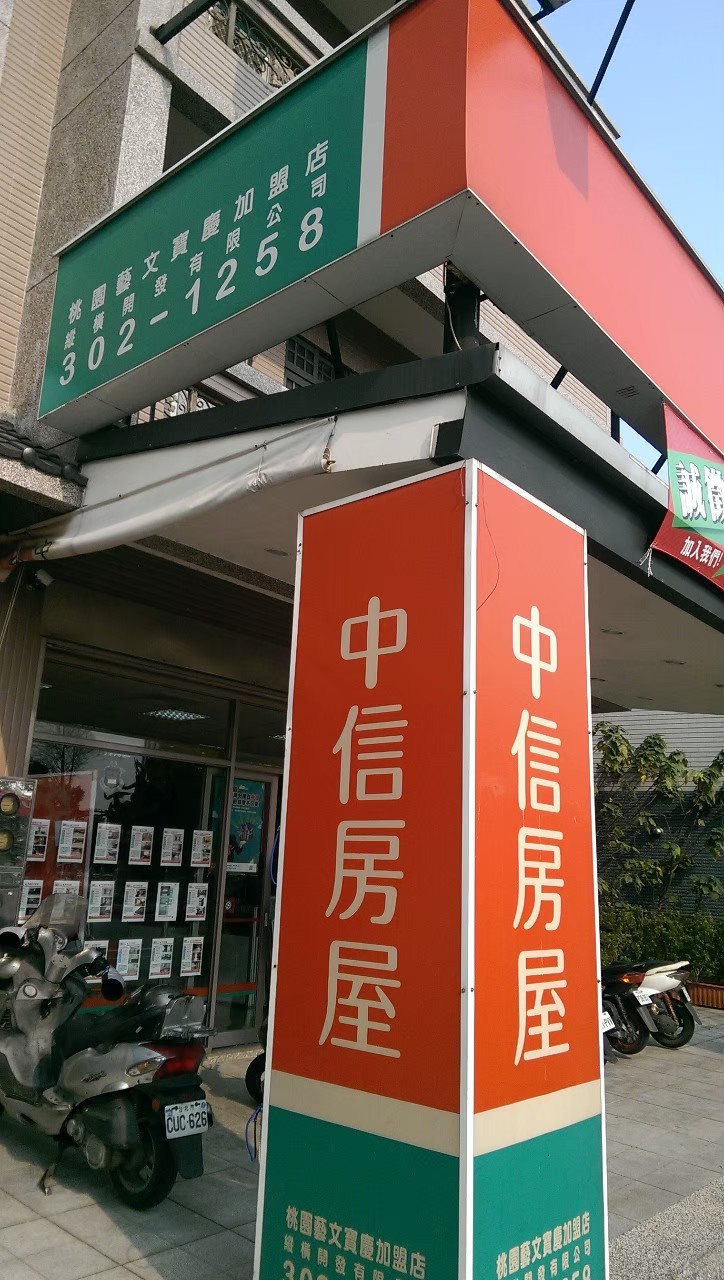 桃園藝文寶慶加盟店
縱橫開發有限公司
302-1258
誠徵
加入我們!
中信房屋
中信房屋
桃園藝文寶慶加盟店
縱橫開發有限公司
桃園藝文寶慶加盟店
縱橫開發有限公司
CUC-626